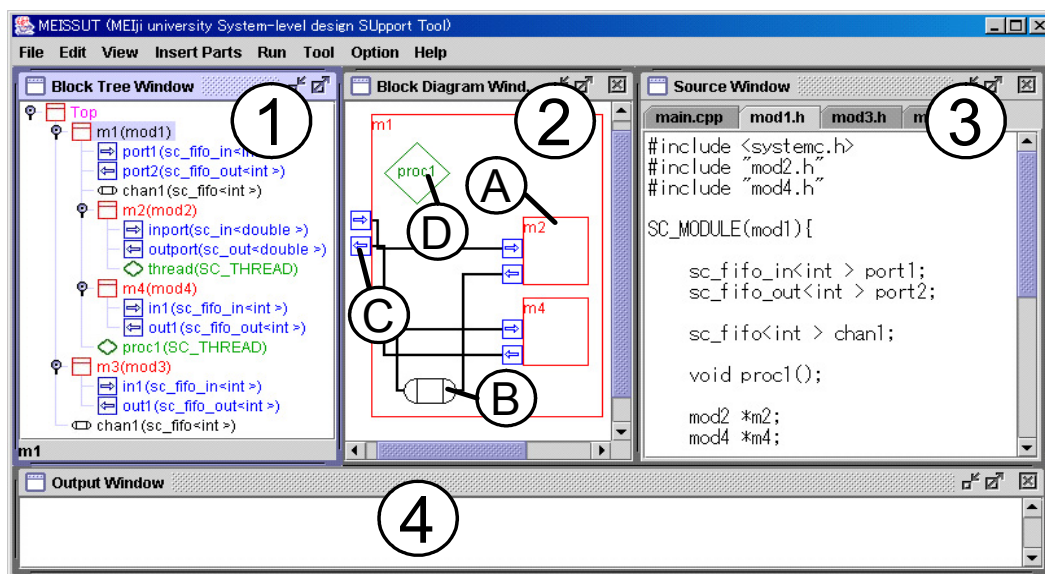 MEISSUT (MEIji university System-level design SUpport Tool)
File Edit View Insert Parts Run Tool Option Help
Block Tree Window
1
Top
m1(mod1)
port1(sc_fifo_in<int
port2(sc_fifo_out<int >)
chan1(sc_fifo<int >)
m2(mod2)
inport(sc_in<double >)
outport(sc_out<double >)
thread(SC_THREAD)
m4(mod4)
in1(sc_fifo_in<int >)
out1(sc_fifo_out<int >)
proc1(SC_THREAD)
m3(mod3)
in1(sc_fifo_in<int >)
out1(sc_fifo_out<int >)
chan1(sc_fifo<int >)
m1
Block Diagram Wind..
2
m1
proc1
A
D
m2
C
m4
B
Source Window
3
main.cpp mod1.h mod3.h m
#include <systemc.h>
#include "mod2.h"
#include "mod4.h"
SC_MODULE(mod1){
sc_fifo_in<int > port1;
sc_fifo_out<int > port2;
sc_fifo<int > chan1;
void proc1();
mod2 *m2;
mod4 *m4;
Output Window
4